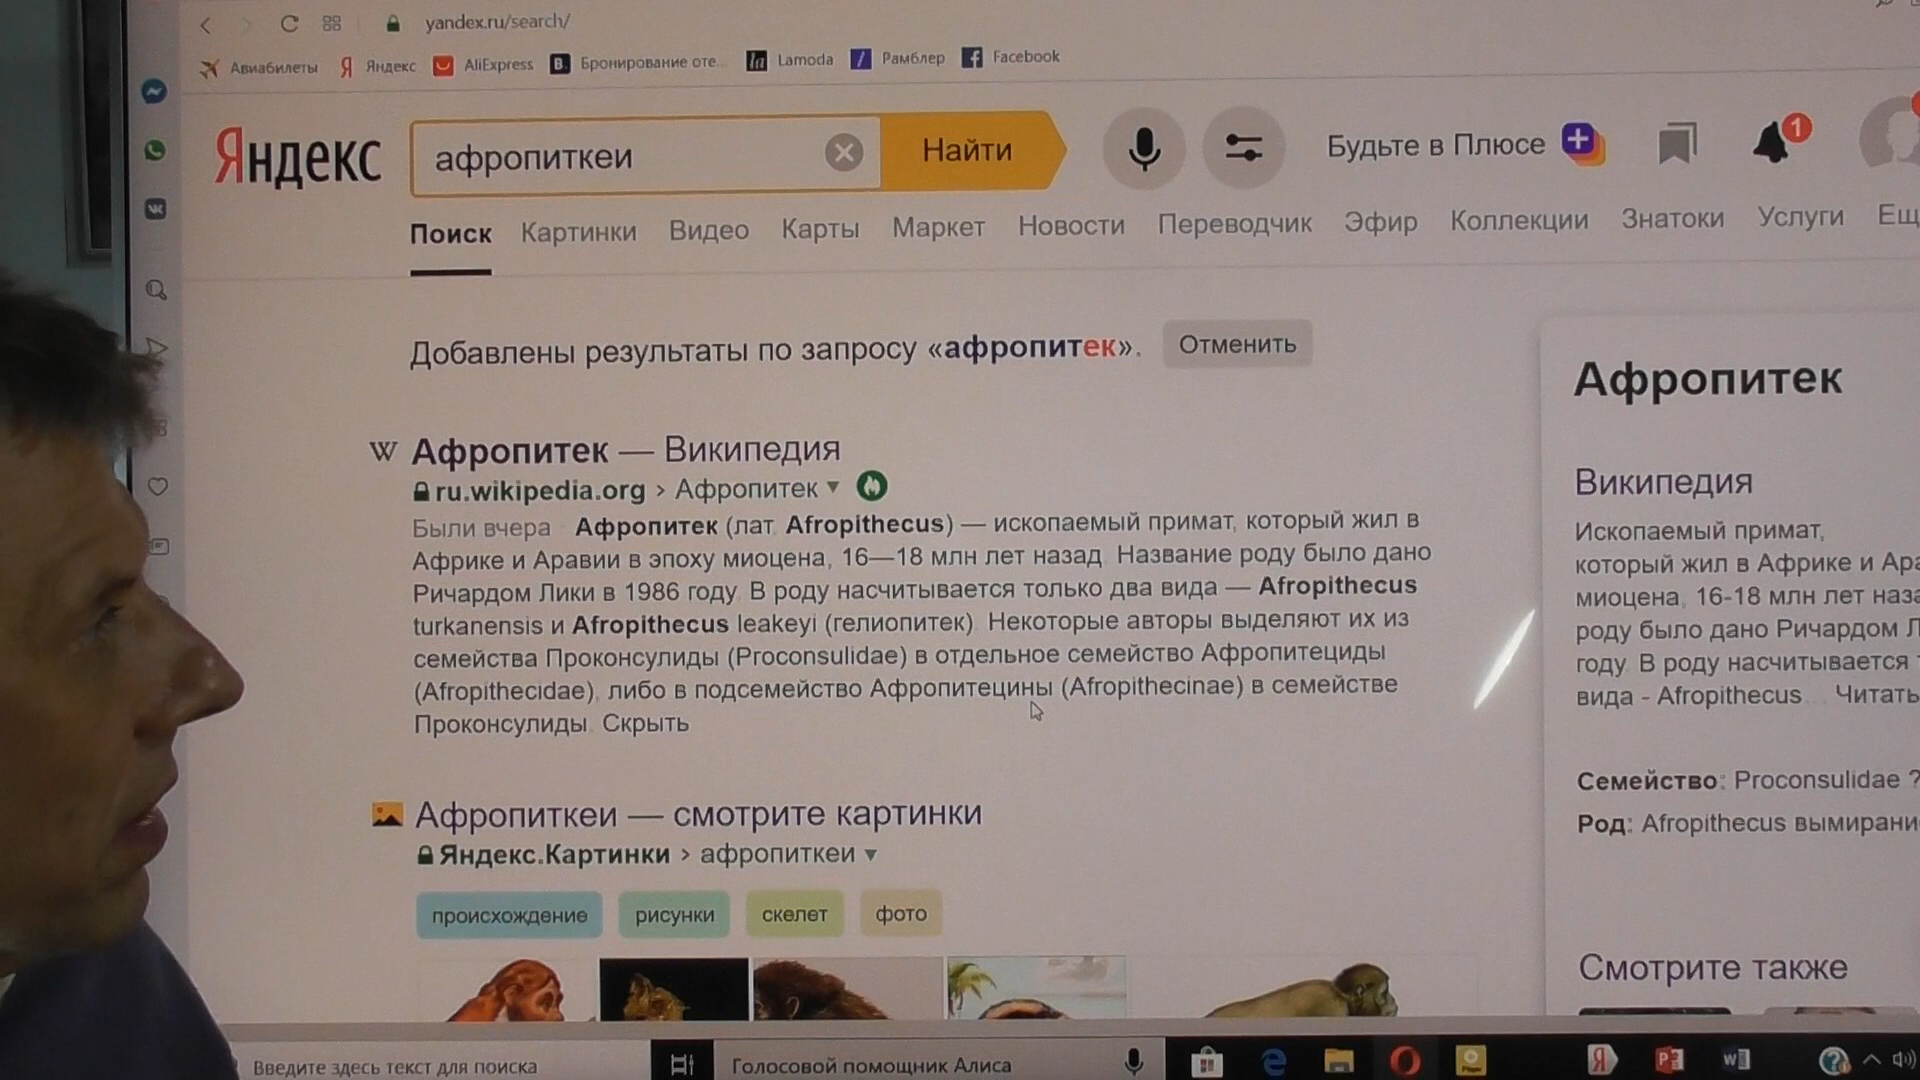 yandex.ru/search/
Авиабилеты Яндекс AliExpress Бронирование оте... Lamoda Рамблер Facebook
Яндекс афропиткеи Найти Будьте в Плюсе 1
Поиск Картинки Видео Карты Маркет Новости Переводчик Эфир Коллекции Знатоки Услуги Ещ
Добавлены результаты по запросу «афропитек». Отменить
Афропитек — Википедия
ru.wikipedia.org › Афропитек
Были вчера Афропитек (лат. Afropithecus) — ископаемый примат, который жил в
Африке и Аравии в эпоху миоцена, 16—18 млн лет назад. Название роду было дано
Ричардом Лики в 1986 году. В роду насчитывается только два вида — Afropithecus
turkanensis и Afropithecus leakeyi (гелиопитек). Некоторые авторы выделяют их из
семейства Проконсулиды (Proconsulidae) в отдельное семейство Афропитециды
(Afropithecidae), либо в подсемейство Афропитецины (Afropithecinae) в семействе
Проконсулиды. Скрыть
Афропиткеи — смотрите картинки
Яндекс.Картинки › афропиткеи
происхождение рисунки скелет фото
Афропитек
Википедия
Ископаемый примат,
который жил в Африке и Ара
миоцена, 16-18 млн лет наза
роду было дано Ричардом Л
году. В роду насчитывается т
вида - Afropithecus... Читать
Семейство: Proconsulidae ?
Род: Afropithecus вымирани
Смотрите также
Введите здесь текст для поиска Голосовой помощник Алиса